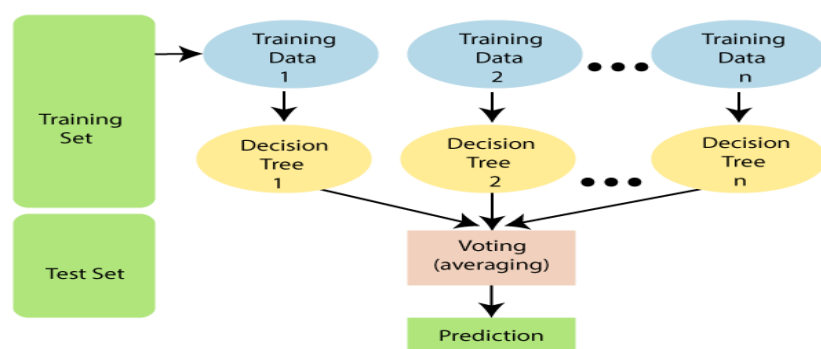 Training
Set
Training
Data
1
Training
Data
2
Training
Data
n
Decision
Tree
1
Decision
Tree
2
Decision
Tree
n
Test Set
Voting
(averaging)
Prediction